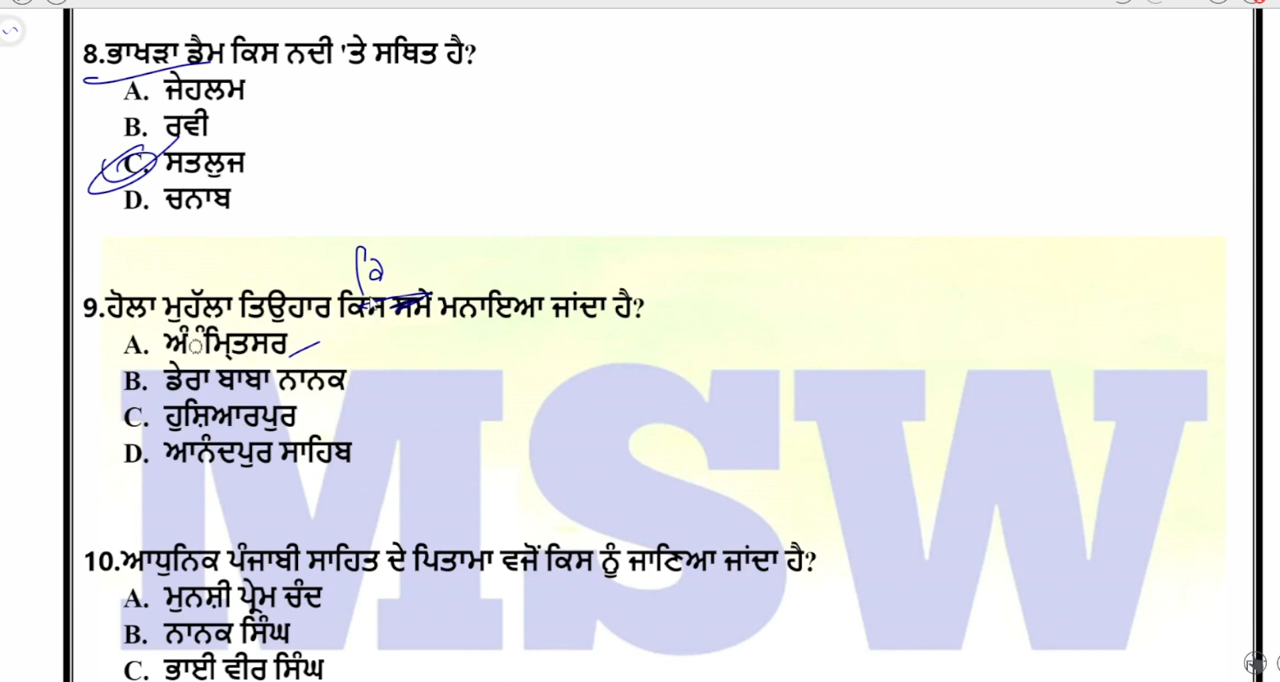 8.ਭਾਖੜਾ ਡੈਮ ਕਿਸ ਨਦੀ 'ਤੇ ਸਥਿਤ ਹੈ?
A. ਜੇਹਲਮ
B. ਰਵੀ
C. ਸਤਲੁਜ
D. ਚਨਾਬ
9.ਹੋਲਾ ਮੁਹੱਲਾ ਤਿਉਹਾਰ ਕਿਸ ਸਮੇਂ ਮਨਾਇਆ ਜਾਂਦਾ ਹੈ?
A. ਅੰੰਮ੍ਰਿਤਸਰ
B. ਡੇਰਾ ਬਾਬਾ ਨਾਨਕ
C. ਹੁਸ਼ਿਆਰਪੁਰ
D. ਆਨੰਦਪੁਰ ਸਾਹਿਬ
MSW
10.ਆਧੁਨਿਕ ਪੰਜਾਬੀ ਸਾਹਿਤ ਦੇ ਪਿਤਾਮਾ ਵਜੋਂ ਕਿਸ ਨੂੰ ਜਾਣਿਆ ਜਾਂਦਾ ਹੈ?
A. ਮੁਨਸ਼ੀ ਪ੍ਰੇਮ ਚੰਦ
B. ਨਾਨਕ ਸਿੰਘ
C. ਭਾਈ ਵੀਰ ਸਿੰਘ